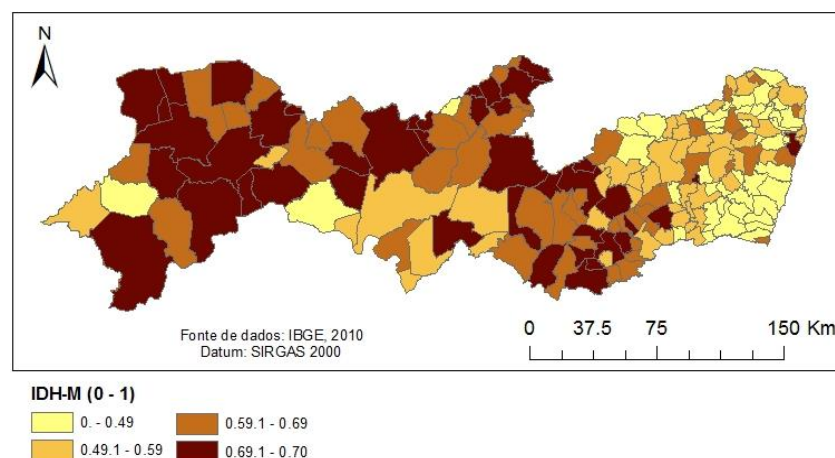 N
Fonte de dados: IBGE, 2010
Datum: SIRGAS 2000
0 37.5 75 150 Km
IDH-M (0 - 1)
0. - 0.49 0.59.1 - 0.69
0.49.1 - 0.59 0.69.1 - 0.70